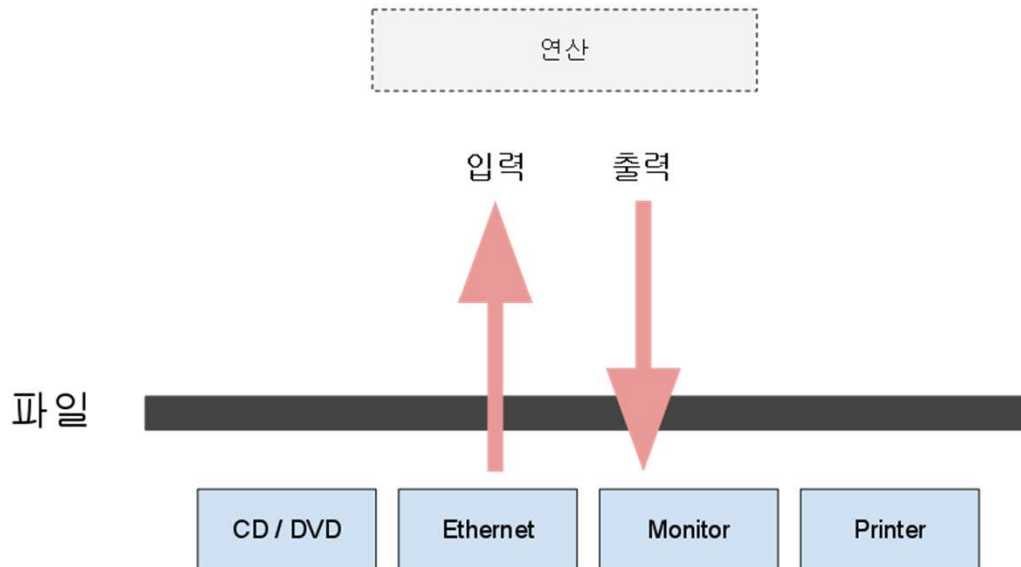 연산
입력
출력
파일
CD / DVD
Ethernet
Monitor
Printer